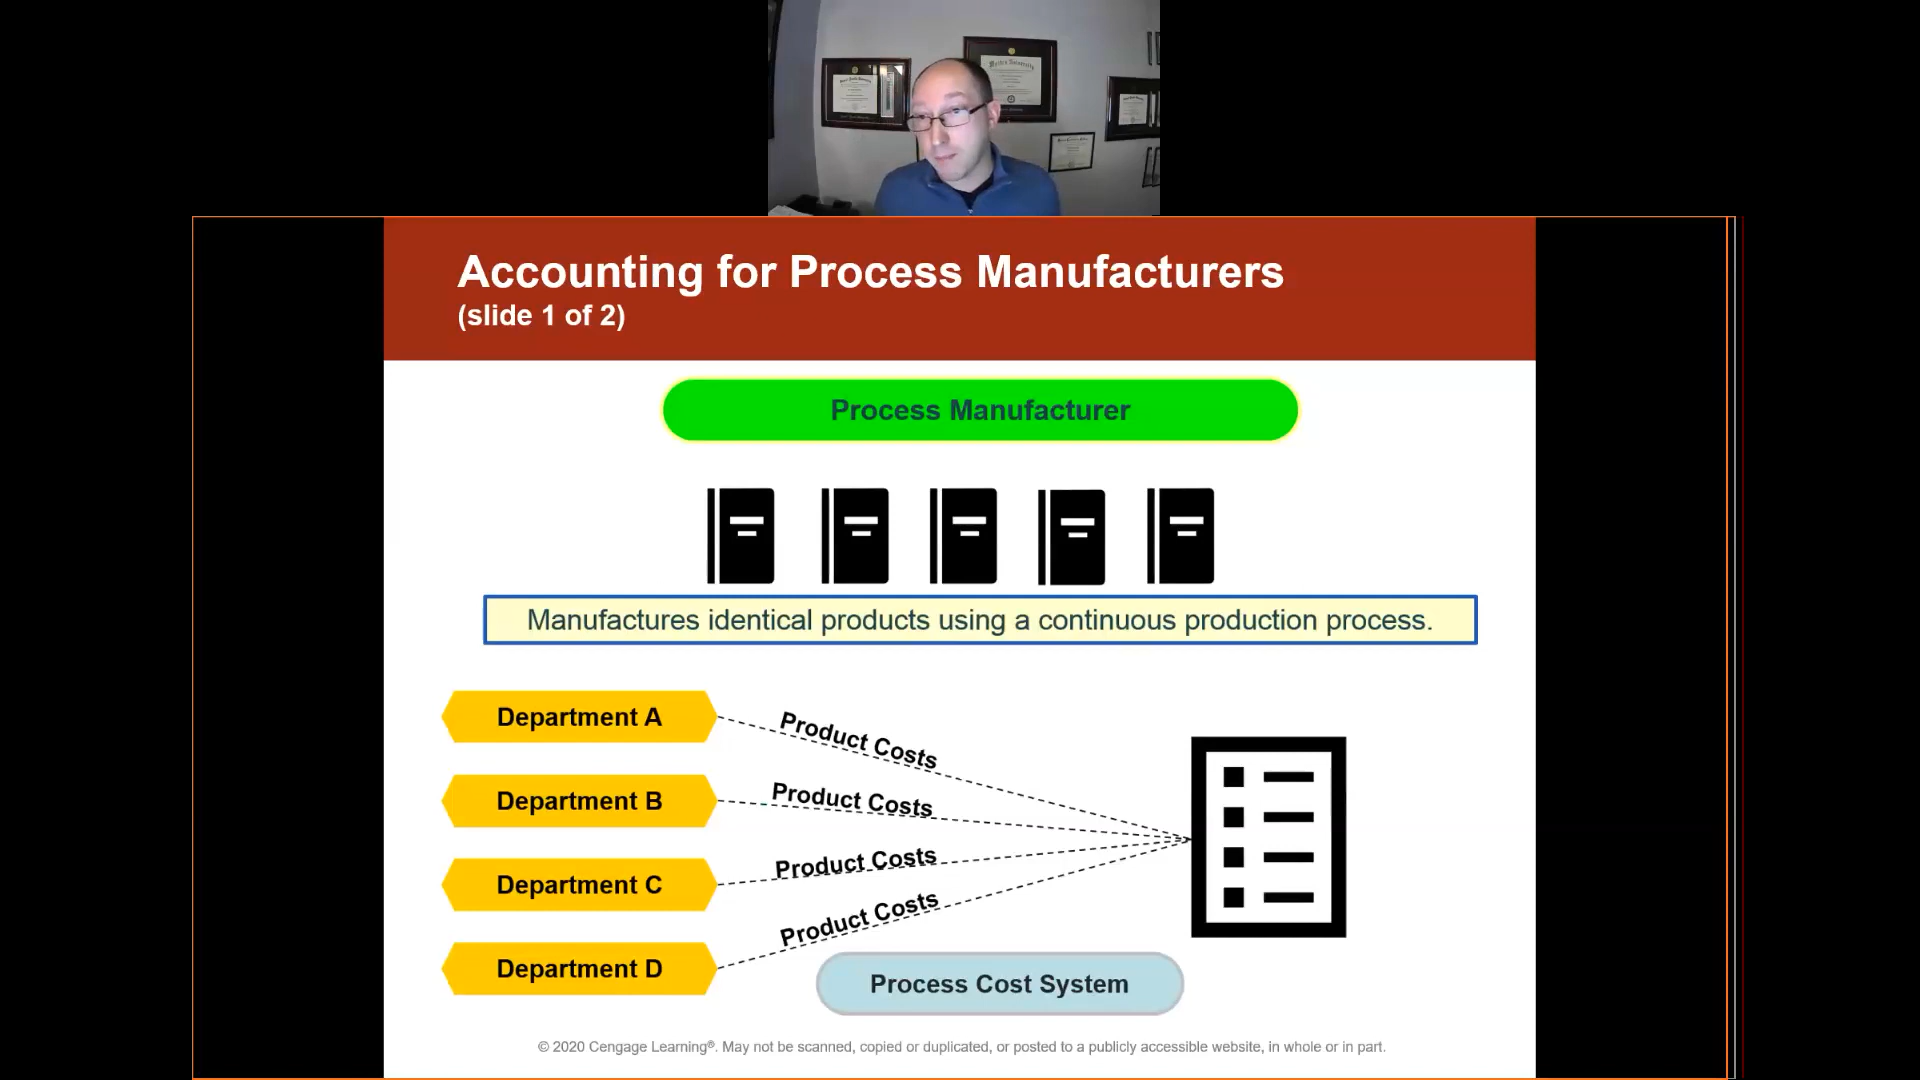 Accounting for Process Manufacturers
(slide 1 of 2)
Process Manufacturer
Manufactures identical products using a continuous production process.
Department A
Product Costs
Department B
Product Costs
Department C
Product Costs
Department D
Product Costs
Process Cost System
© 2020 Cengage Learning®. May not be scanned, copied or duplicated, or posted to a publicly accessible website, in whole or in part.